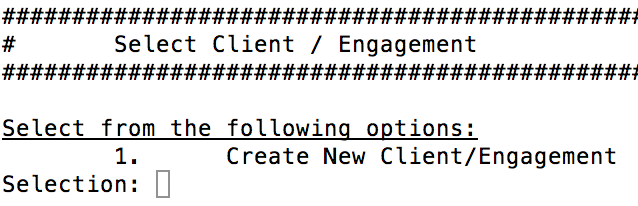 ##############################################
#       Select Client / Engagement
##############################################
Select from the following options:
        1.      Create New Client/Engagement
Selection: